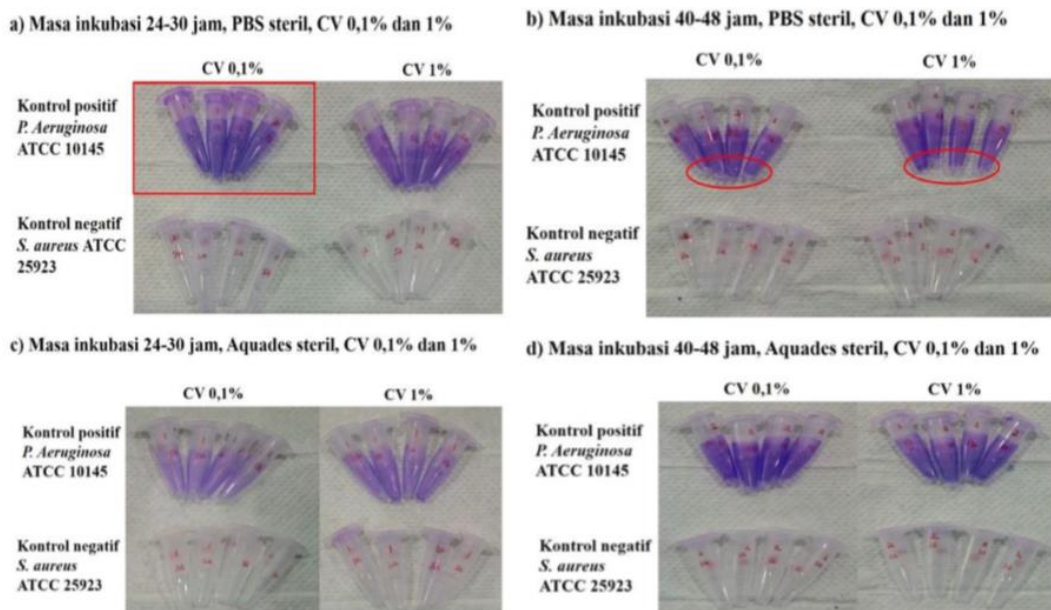 a) Masa inkubasi 24-30 jam, PBS steril, CV 0,1% dan 1%
CV 0,1%
CV 1%
Kontrol positif
P. Aeruginosa
ATCC 10145
Kontrol negatif
S. aureus ATCC
25923
b) Masa inkubasi 40-48 jam, PBS steril, CV 0,1% dan 1%
CV 0,1%
CV 1%
Kontrol positif
P. Aeruginosa
ATCC 10145
Kontrol negatif
S. aureus
ATCC 25923
c) Masa inkubasi 24-30 jam, Aquades steril, CV 0,1% dan 1%
CV 0,1%
CV 1%
Kontrol positif
P. Aeruginosa
ATCC 10145
Kontrol negatif
S. aureus
ATCC 25923
d) Masa inkubasi 40-48 jam, Aquades steril, CV 0,1% dan 1%
CV 0,1%
CV 1%
Kontrol positif
P. Aeruginosa
ATCC 10145
Kontrol negatif
S. aureus
ATCC 25923